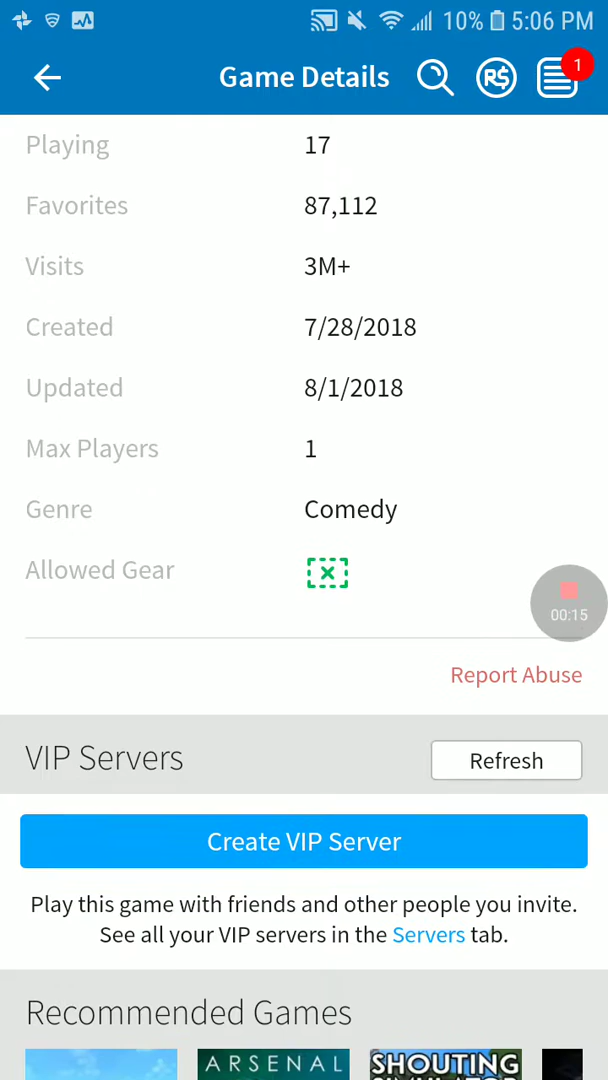 10% 5:06 PM
Game Details R$ 1
Playing 17
Favorites 87,112
Visits 3M+
Created 7/28/2018
Updated 8/1/2018
Max Players 1
Genre Comedy
Allowed Gear
00:15
Report Abuse
VIP Servers Refresh
Create VIP Server
Play this game with friends and other people you invite.
See all your VIP servers in the Servers tab.
Recommended Games
ARSENAL SHOUTING
SIMULATOR